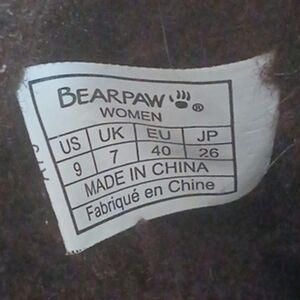 BEARPAW ®
WOMEN
US UK EU JP
9 7 40 26
MADE IN CHINA
Fabriqué en Chine